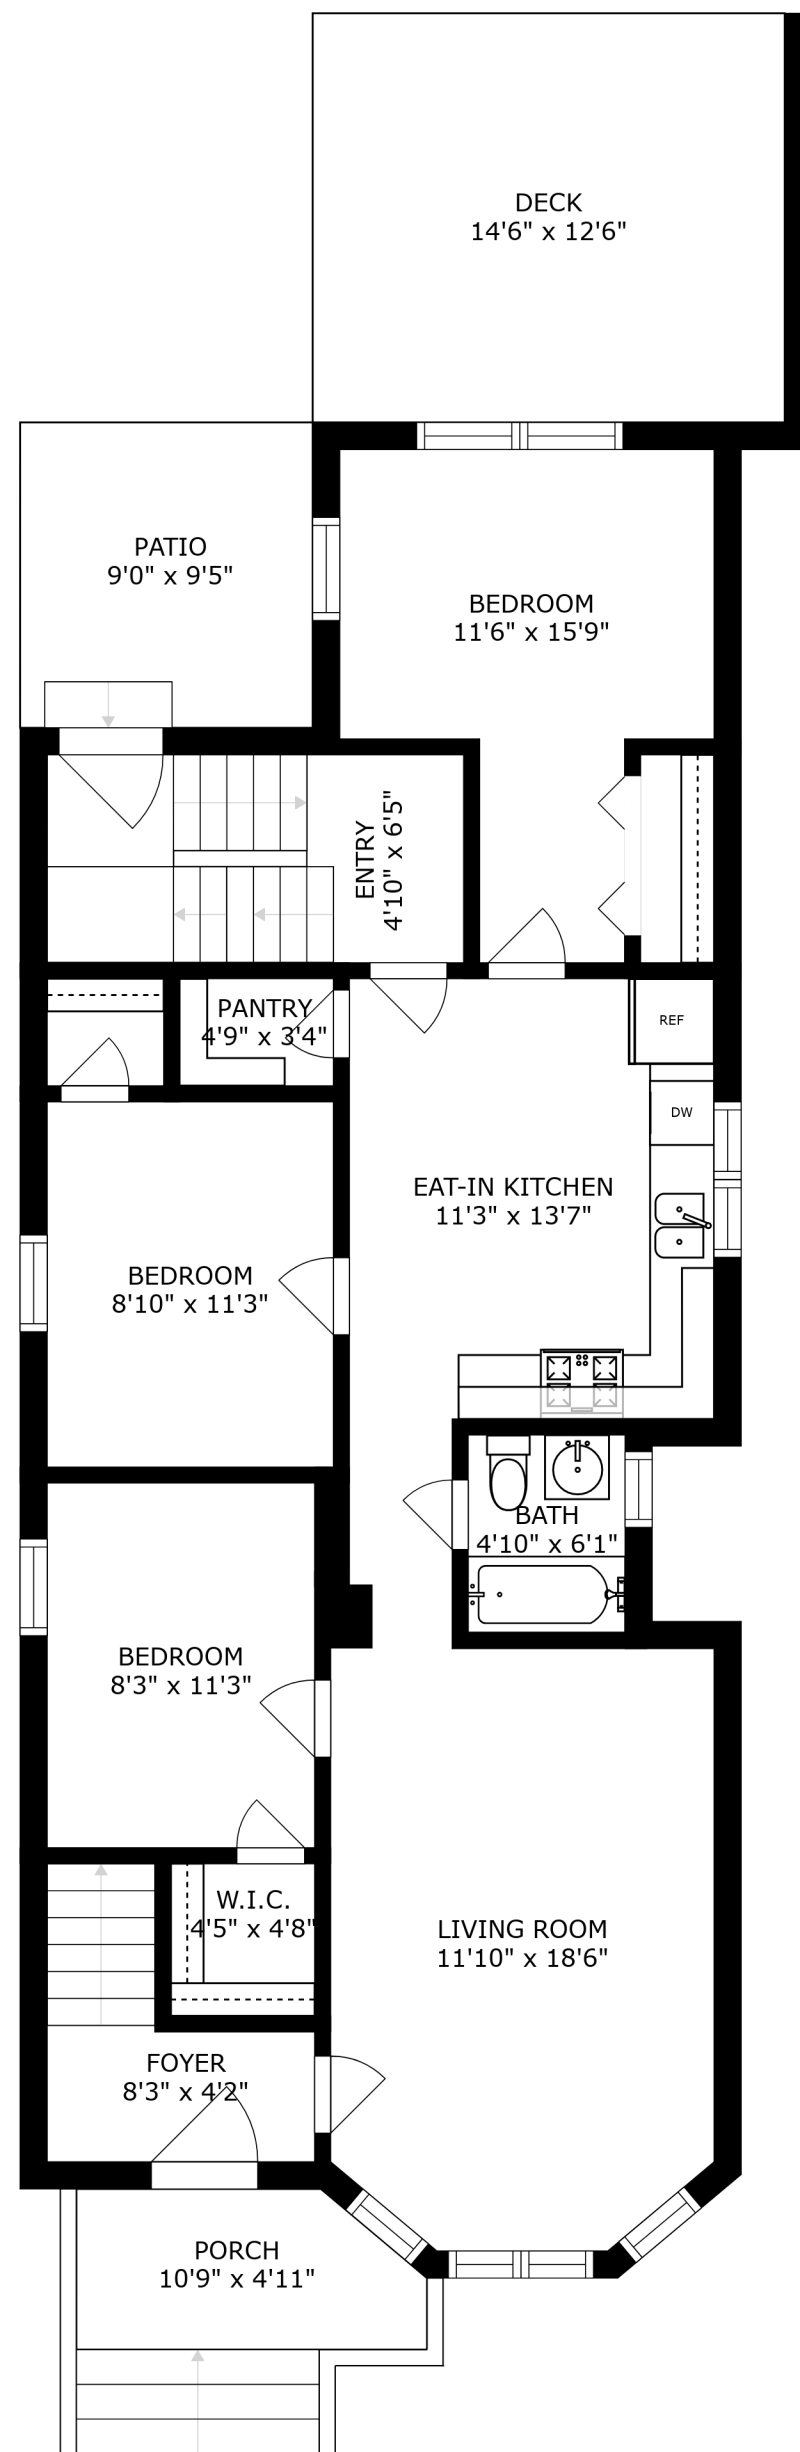 DECK
14'6" x 12'6"
PATIO
9'0" x 9'5"
BEDROOM
11'6" x 15'9"
ENTRY
4'10" x 6'5"
PANTRY
4'9" x 3'4"
REF
DW
EAT-IN KITCHEN
11'3" x 13'7"
BEDROOM
8'10" x 11'3"
BATH
4'10" x 6'1"
BEDROOM
8'3" x 11'3"
W.I.C.
4'5" x 4'8"
LIVING ROOM
11'10" x 18'6"
FOYER
8'3" x 4'2"
PORCH
10'9" x 4'11"